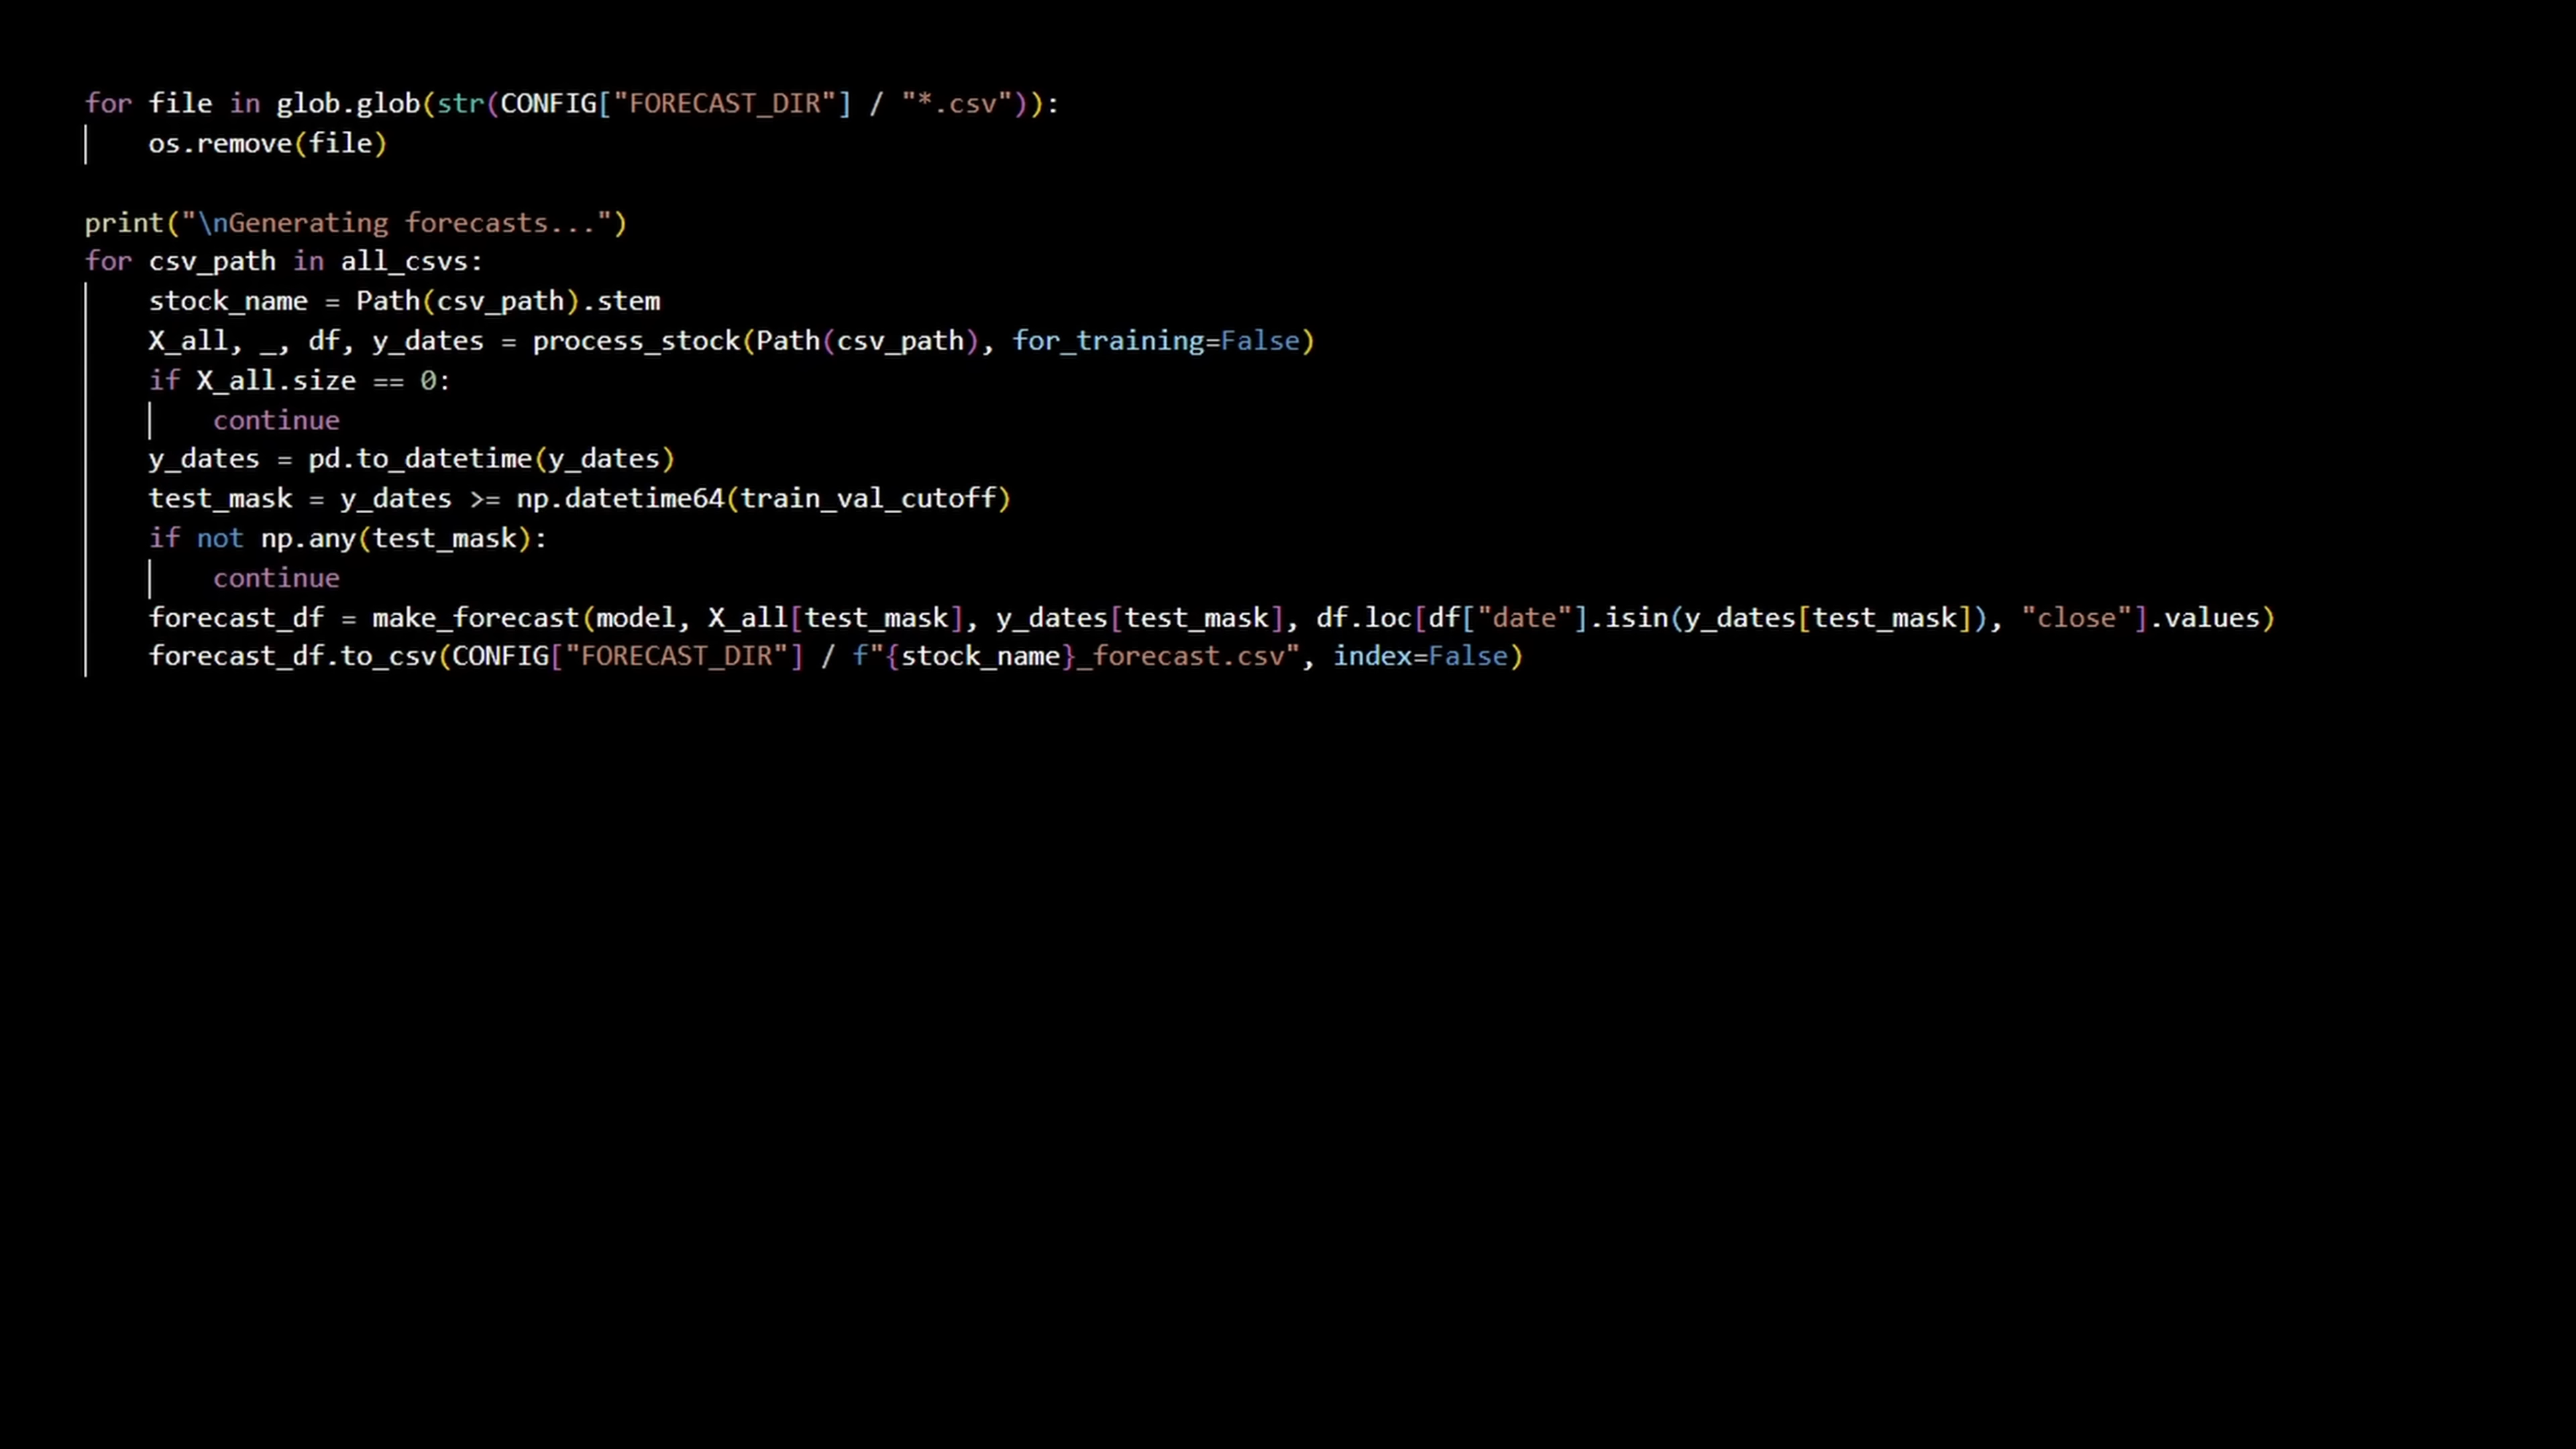 for file in glob.glob(str(CONFIG["FORECAST_DIR"] / "*.csv")):
    os.remove(file)

print("\nGenerating forecasts...")
for csv_path in all_csvs:
    stock_name = Path(csv_path).stem
    X_all, _, df, y_dates = process_stock(Path(csv_path), for_training=False)
    if X_all.size == 0:
        continue
    y_dates = pd.to_datetime(y_dates)
    test_mask = y_dates >= np.datetime64(train_val_cutoff)
    if not np.any(test_mask):
        continue
    forecast_df = make_forecast(model, X_all[test_mask], y_dates[test_mask], df.loc[df["date"].isin(y_dates[test_mask]), "close"].values)
    forecast_df.to_csv(CONFIG["FORECAST_DIR"] / f"{stock_name}_forecast.csv", index=False)